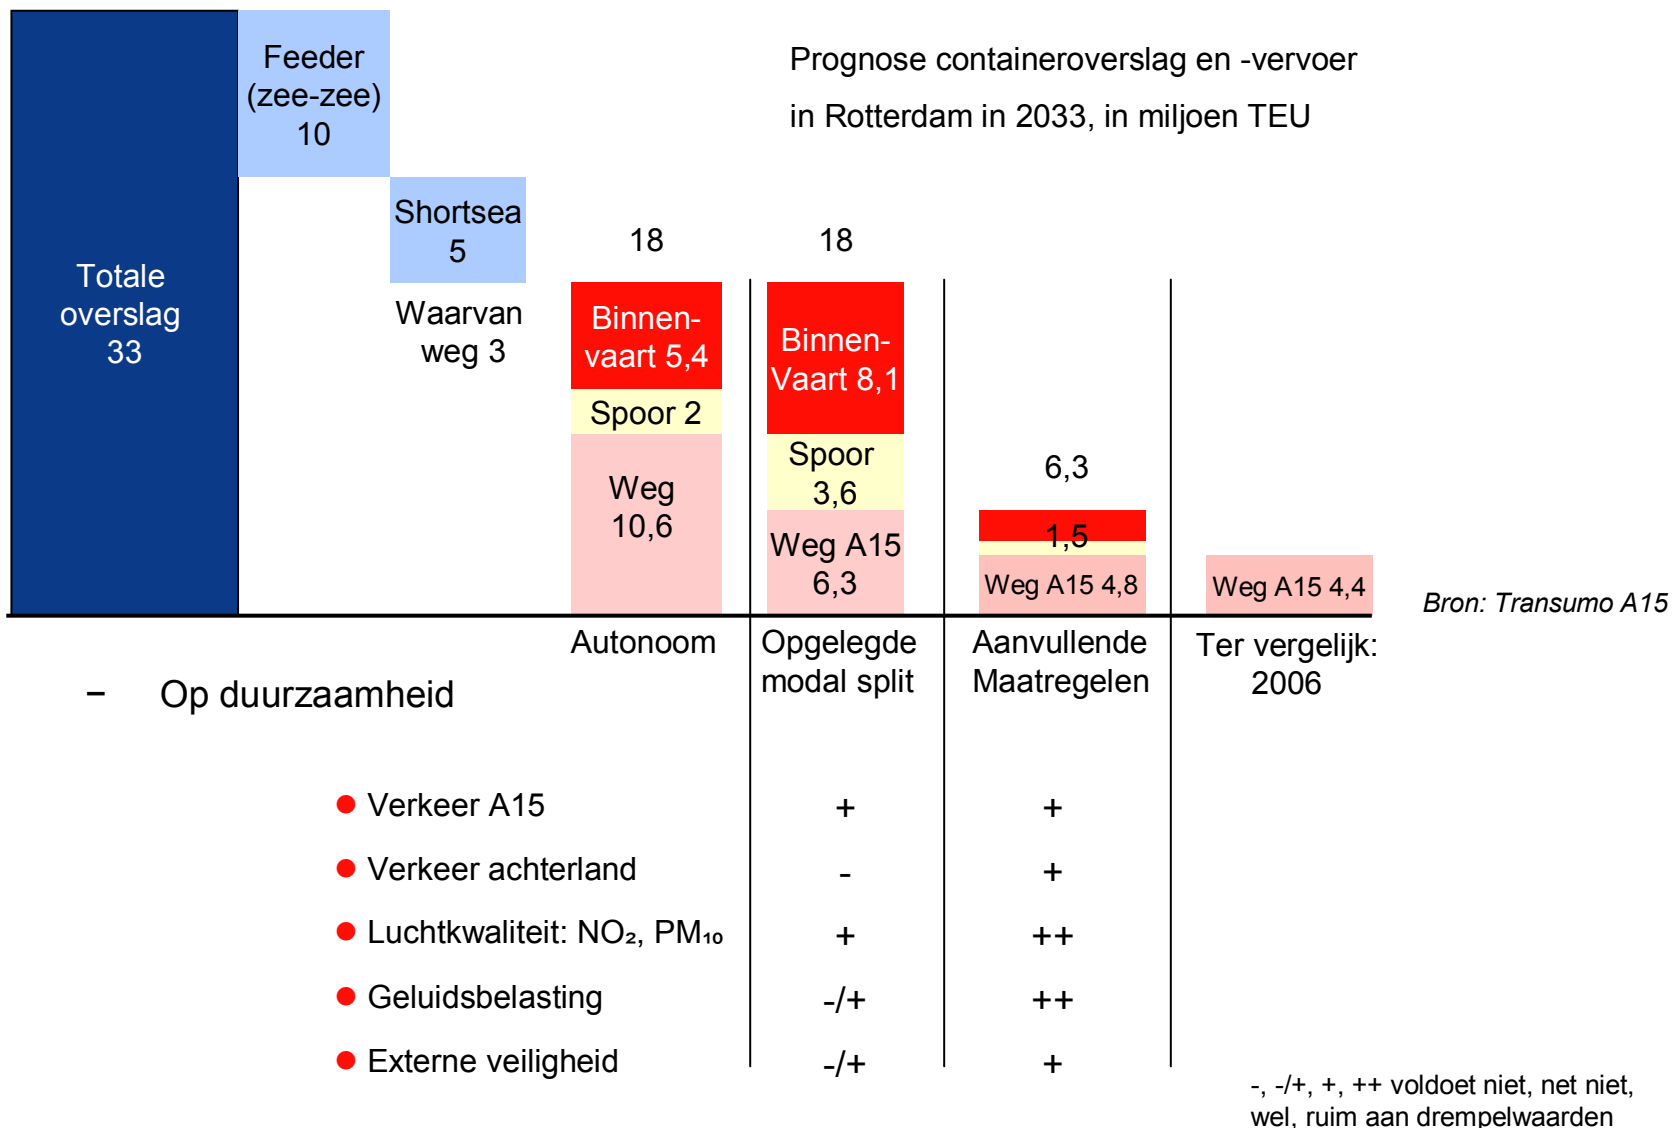 Prognose containeroverslag en -vervoer
in Rotterdam in 2033, in miljoen TEU
Totale
overslag
33
Feeder
(zee-zee)
10
Shortsea
5
Waarvan
weg 3
18
Binnen-
vaart 5,4
Spoor 2
Weg
10,6
18
Binnen-
Vaart 8,1
Spoor
3,6
Weg A15
6,3
6,3
1,5
Weg A15 4,8
Weg A15 4,4
Bron: Transumo A15
Autonoom
Opgelegde
modal split
Aanvullende
Maatregelen
Ter vergelijk:
2006
– Op duurzaamheid
● Verkeer A15 + +
● Verkeer achterland - +
● Luchtkwaliteit: NO₂, PM₁₀ + ++
● Geluidsbelasting -/+ ++
● Externe veiligheid -/+ +
-, -/+, +, ++ voldoet niet, net niet,
wel, ruim aan drempelwaarden